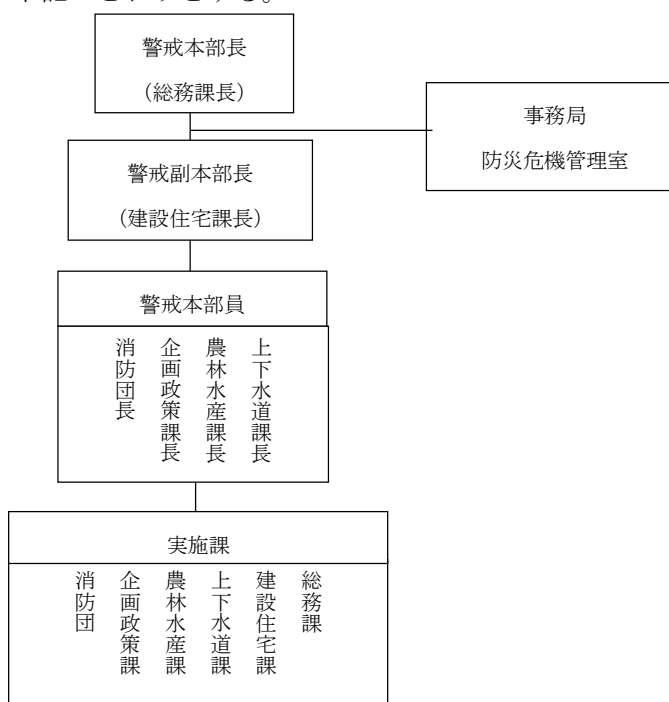 警戒本部長
(総務課長)
事務局
防災危機管理室
警戒副本部長
(建設住宅課長)
警戒本部員
上下水道課長
農林水産課長
企画政策課長
消防団長
実施課
総務課
建設住宅課
上下水道課
農林水産課
企画政策課
消防団